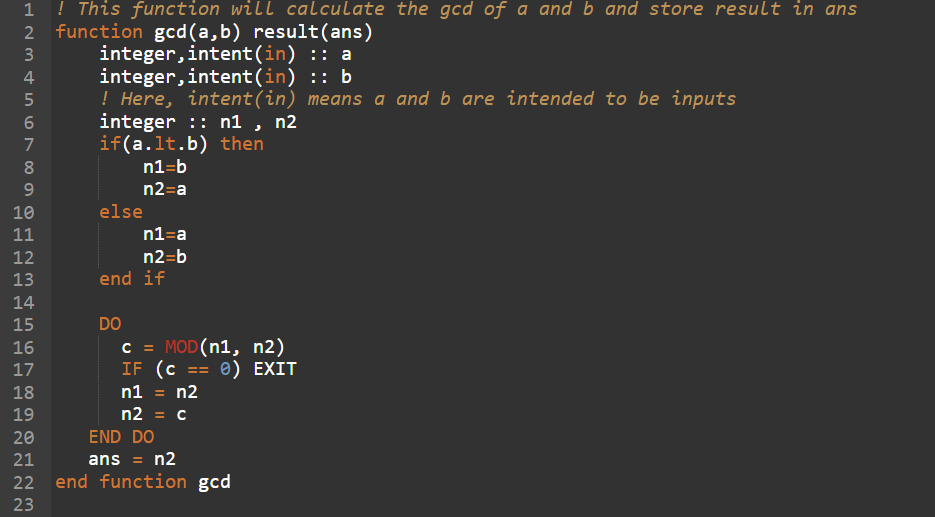 1 ! This function will calculate the gcd of a and b and store result in ans
2 function gcd(a,b) result(ans)
3 integer,intent(in) :: a
4 integer,intent(in) :: b
5 ! Here, intent(in) means a and b are intended to be inputs
6 integer :: n1 , n2
7 if(a.lt.b) then
8 n1=b
9 n2=a
10 else
11 n1=a
12 n2=b
13 end if
14
15 DO
16 c = MOD(n1, n2)
17 IF (c == 0) EXIT
18 n1 = n2
19 n2 = c
20 END DO
21 ans = n2
22 end function gcd
23